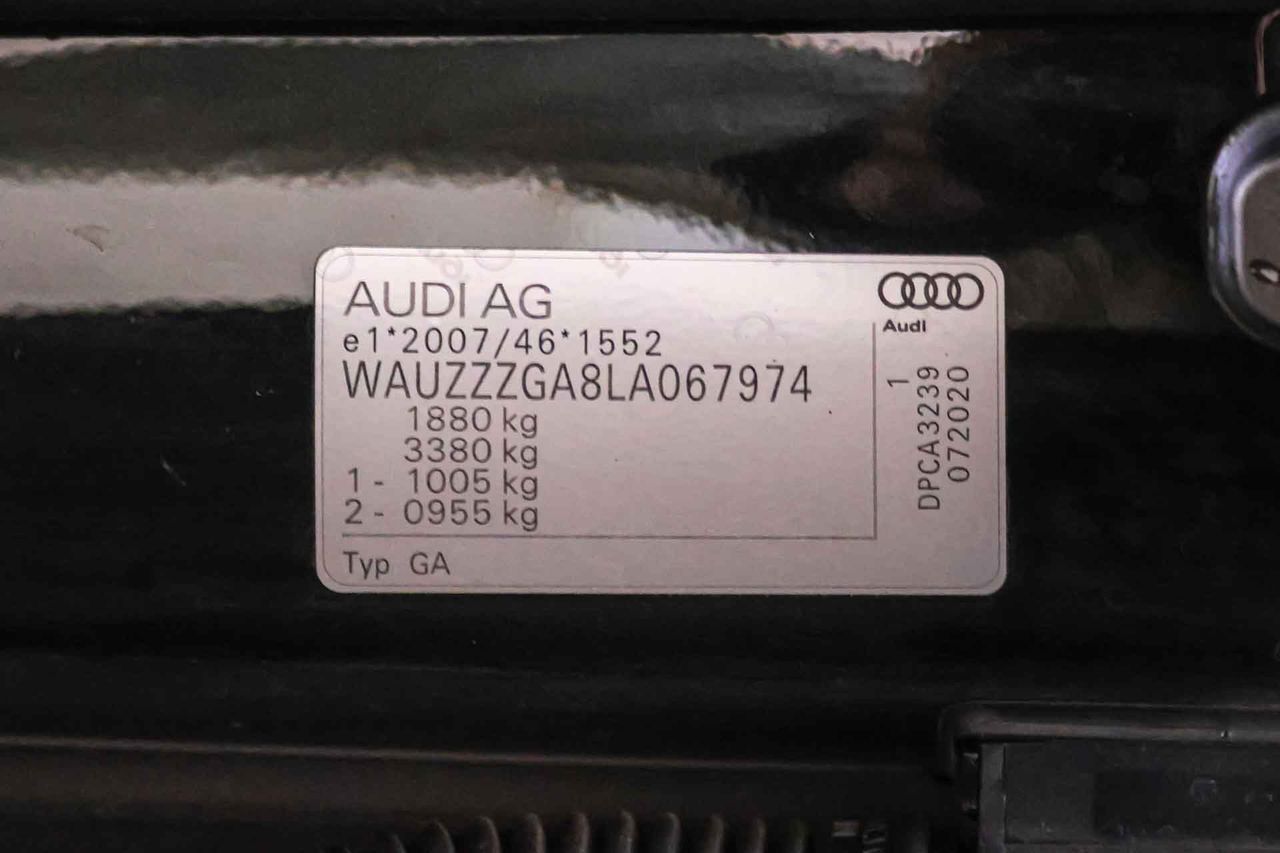 AUDI AG
e1*2007/46*1552
WAUZZZGA8LA067974
1880 kg
3380 kg
1 - 1005 kg
2 - 0955 kg
Typ GA
Audi
1
DPCA3239
072020